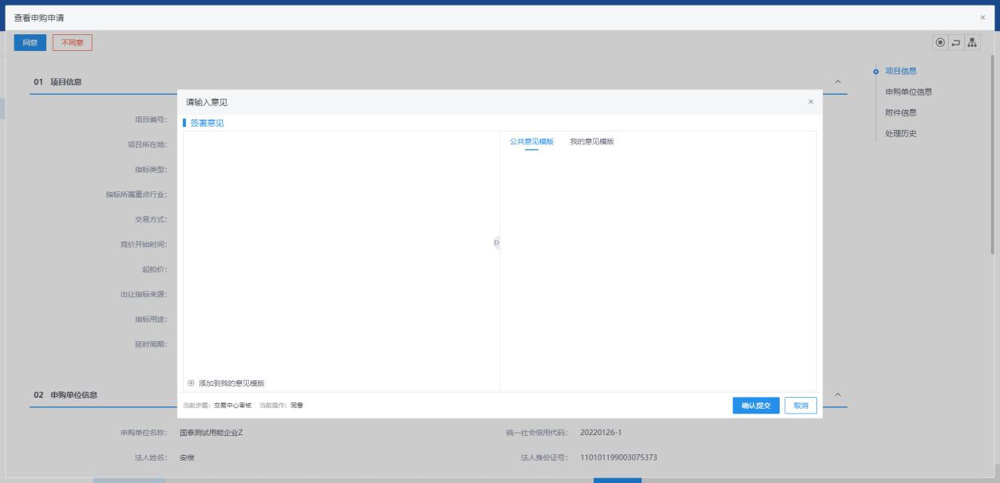 查看申购申请
同意 不同意
01 项目信息
项目信息
申购单位信息
附件信息
处理历史
项目编号:
项目所在地:
指标类型:
指标所属重点行业:
交易方式:
竞价开始时间:
起拍价:
出让指标来源:
指标用途:
延时周期:
请输入意见
签署意见
公共意见模版 我的意见模版
添加到我的意见模版
当前步骤: 交易中心审核 当前操作: 同意
确认提交 取消
02 申购单位信息
申购单位名称: 国泰测试用能企业Z 统一社会信用代码: 20220126-1
法人姓名: 安俊 法人身份证号: 110101199003075373